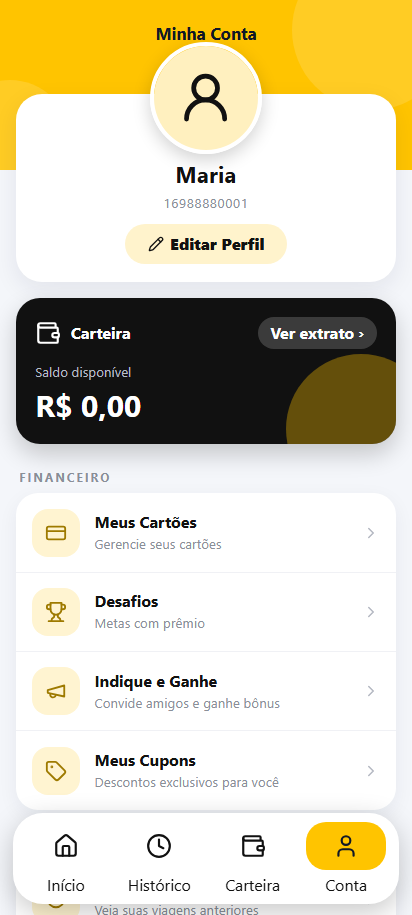 Minha Conta
Maria
16988880001
Editar Perfil
Carteira
Ver extrato ›
Saldo disponível
R$ 0,00
FINANCEIRO
Meus Cartões
Gerencie seus cartões
Desafios
Metas com prêmio
Indique e Ganhe
Convide amigos e ganhe bônus
Meus Cupons
Descontos exclusivos para você
Início
Histórico
Carteira
Conta
Veja suas viagens anteriores